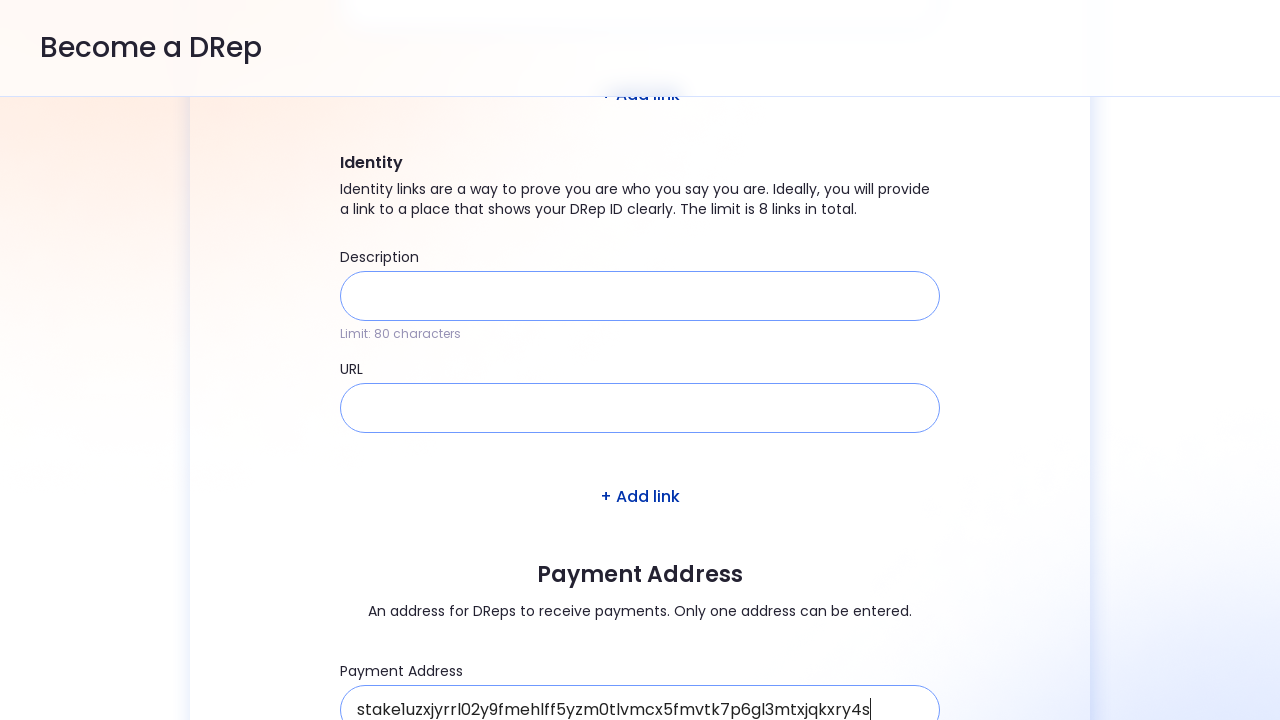 Become a DRep
+ Add link
Identity
Identity links are a way to prove you are who you say you are. Ideally, you will provide
a link to a place that shows your DRep ID clearly. The limit is 8 links in total.
Description
Limit: 80 characters
URL
+ Add link
Payment Address
An address for DReps to receive payments. Only one address can be entered.
Payment Address
stake1uzxjyrrl02y9fmehlff5yzm0tlvmcx5fmvtk7p6gl3mtxjqkxry4s